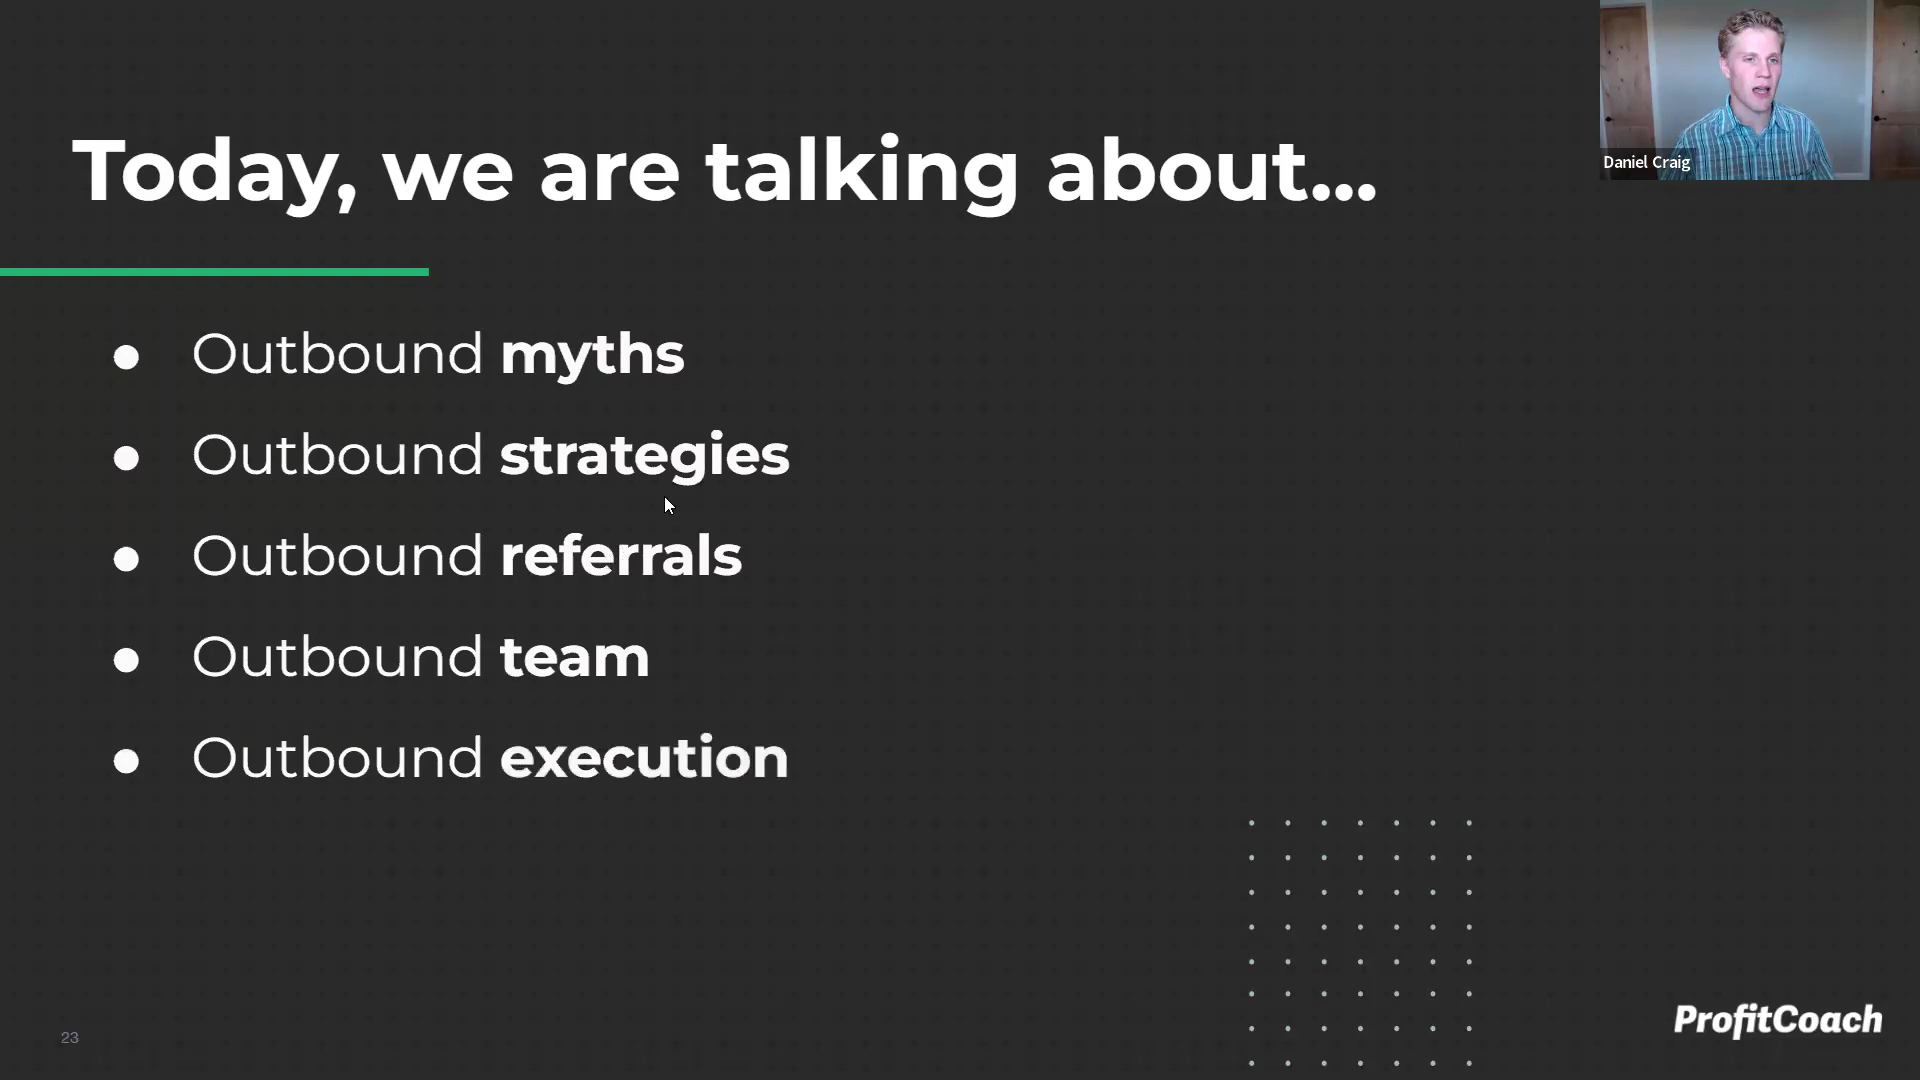 Today, we are talking about...
Daniel Craig
● Outbound myths
● Outbound strategies
● Outbound referrals
● Outbound team
● Outbound execution
23
ProfitCoach